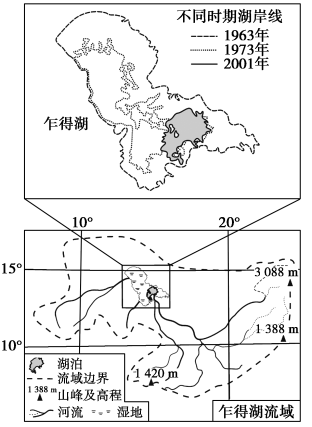 不同时期湖岸线
1963年
1973年
2001年
乍得湖
10°
20°
15°
3 088 m
1 388 m
10°
1 420 m
湖泊
流域边界
1 388 m
山峰及高程
河流
湿地
乍得湖流域